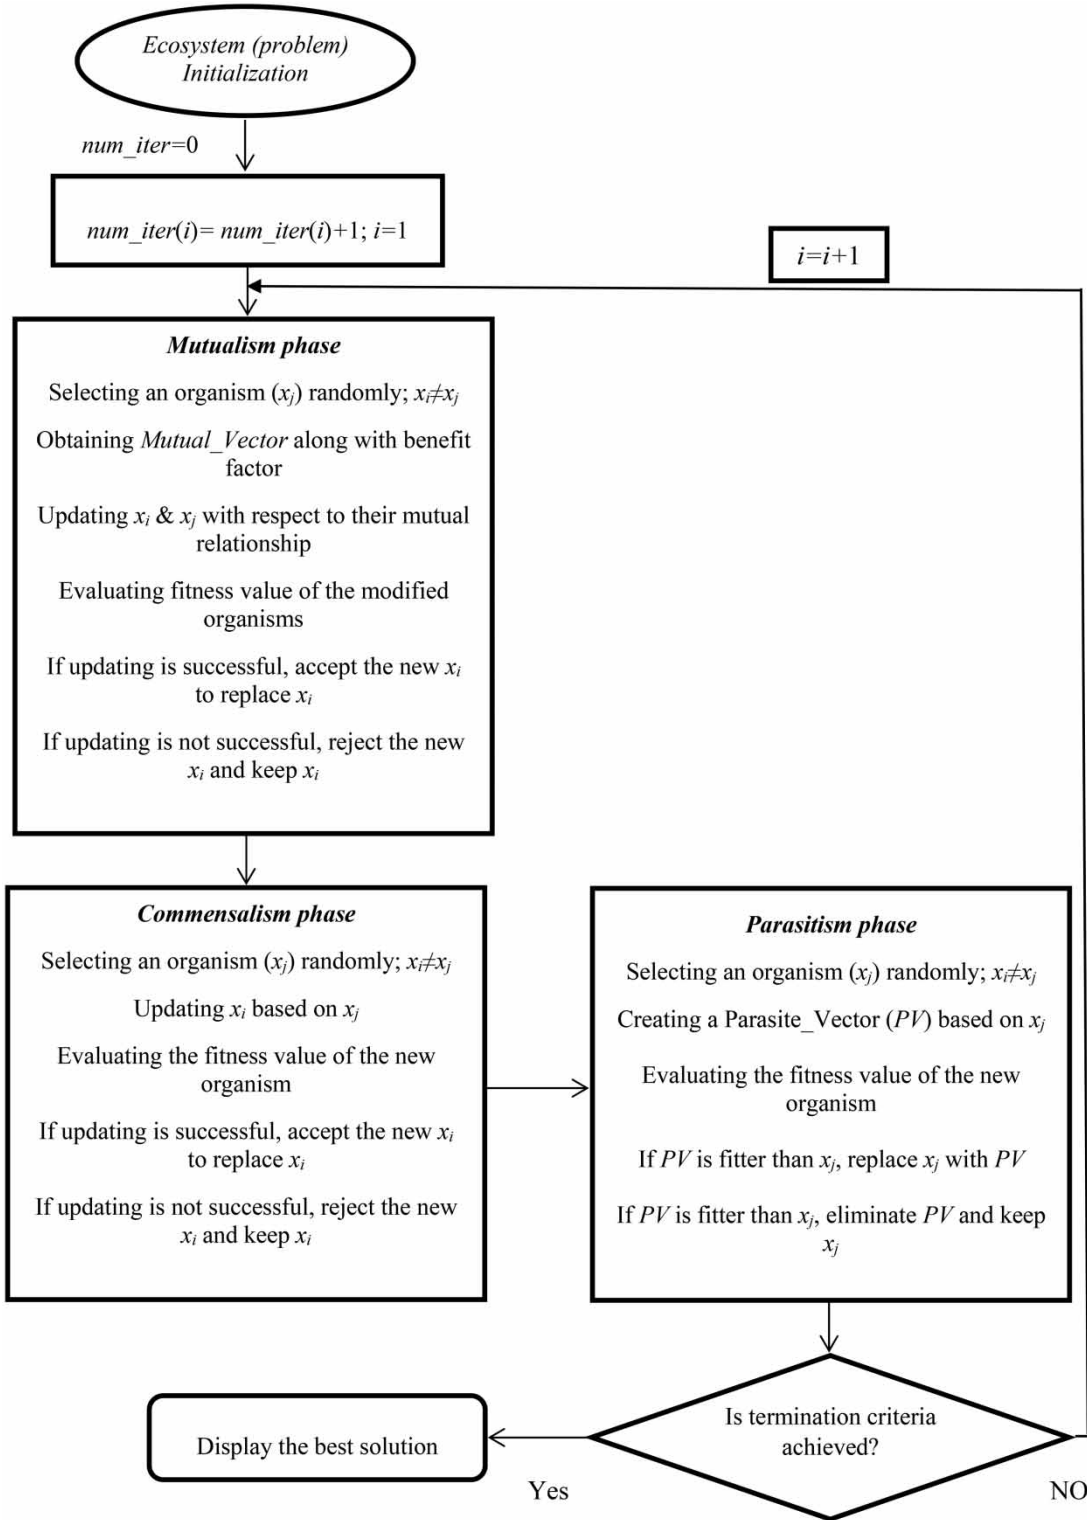 Ecosystem (problem)
Initialization
num_iter=0
num_iter(i)= num_iter(i)+1; i=1
i=i+1
Mutualism phase
Selecting an organism (xj) randomly; xi≠xj
Obtaining Mutual_Vector along with benefit
factor
Updating xi & xj with respect to their mutual
relationship
Evaluating fitness value of the modified
organisms
If updating is successful, accept the new xi
to replace xi
If updating is not successful, reject the new
xi and keep xi
Commensalism phase
Selecting an organism (xj) randomly; xi≠xj
Updating xi based on xj
Evaluating the fitness value of the new
organism
If updating is successful, accept the new xi
to replace xi
If updating is not successful, reject the new
xi and keep xi
Parasitism phase
Selecting an organism (xj) randomly; xi≠xj
Creating a Parasite_Vector (PV) based on xj
Evaluating the fitness value of the new
organism
If PV is fitter than xj, replace xj with PV
If PV is fitter than xj, eliminate PV and keep
xj
Is termination criteria
achieved?
Display the best solution
Yes
NO